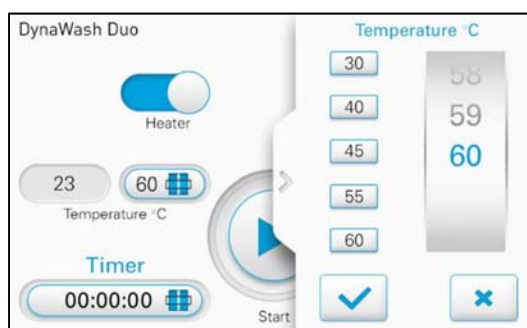 DynaWash Duo
Heater
23
60
Temperature °C
Timer
00:00:00
Start
Temperature °C
30
40
45
55
60
58
59
60